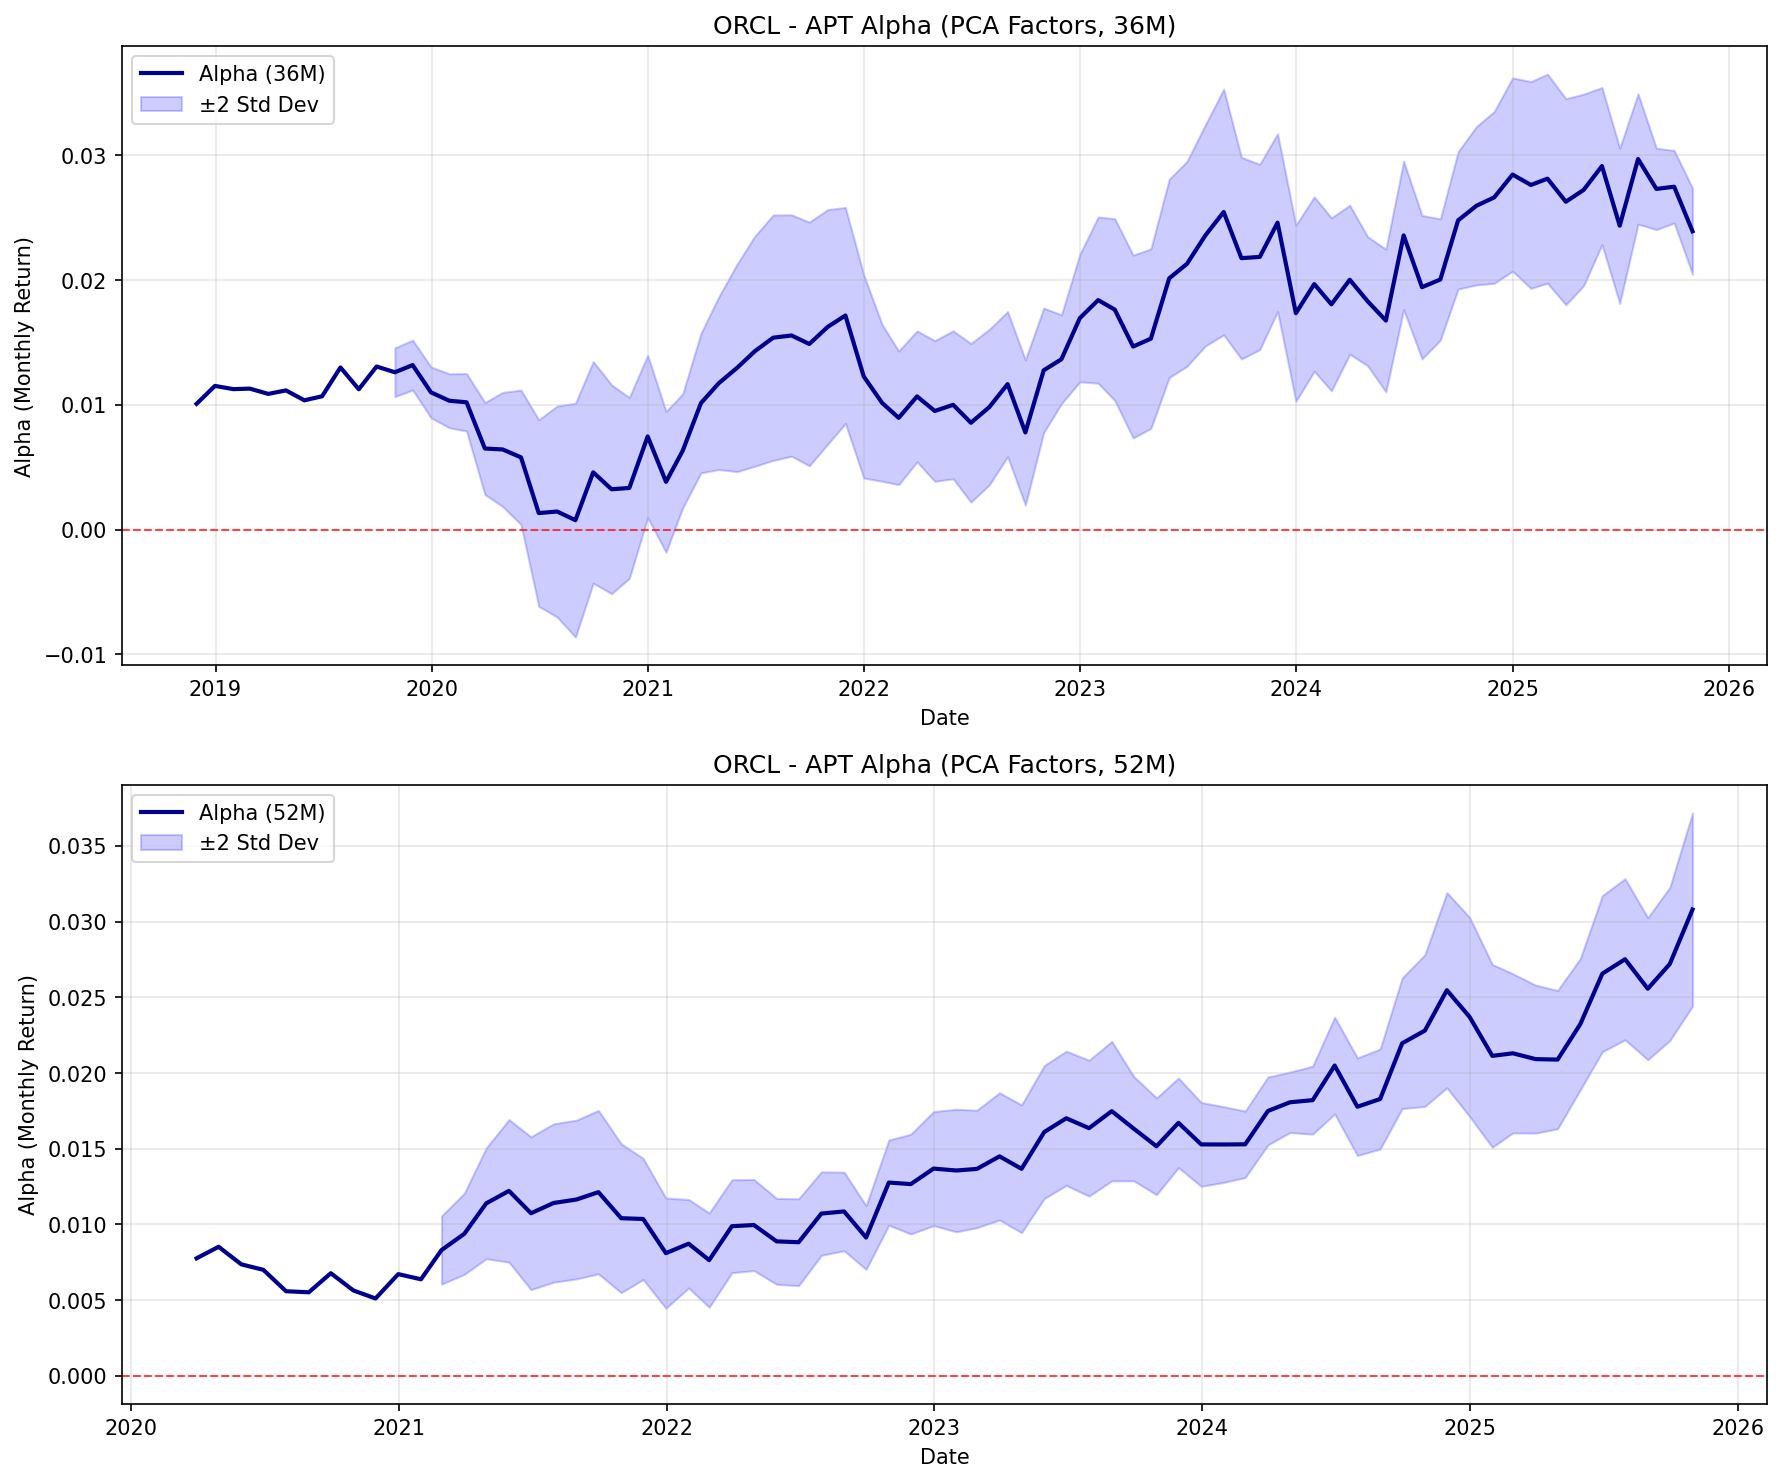 ORCL - APT Alpha (PCA Factors, 36M)
Alpha (36M)
±2 Std Dev
Alpha (Monthly Return)
0.03
0.02
0.01
0.00
−0.01
2019 2020 2021 2022 2023 2024 2025 2026
Date
ORCL - APT Alpha (PCA Factors, 52M)
Alpha (52M)
±2 Std Dev
Alpha (Monthly Return)
0.035
0.030
0.025
0.020
0.015
0.010
0.005
0.000
2020 2021 2022 2023 2024 2025 2026
Date